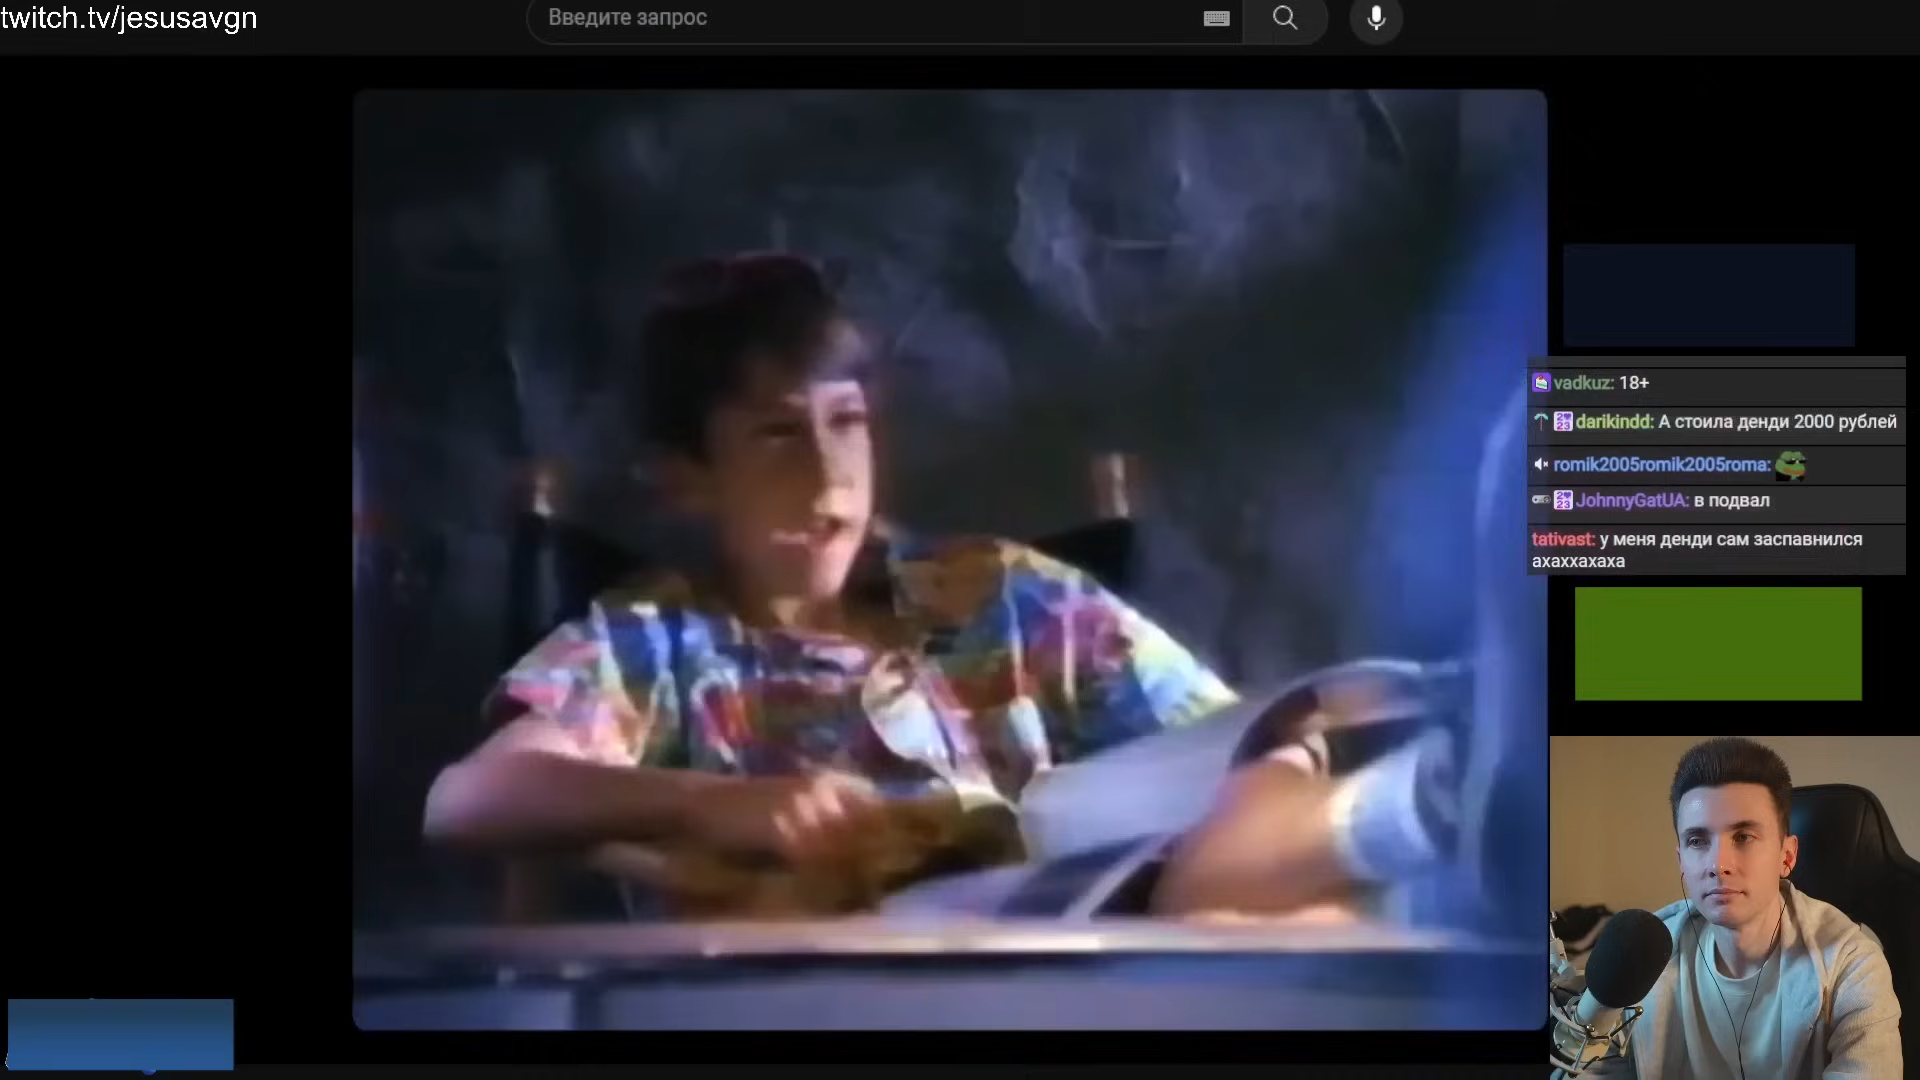 twitch.tv/jesusavgn
Введите запрос
vadkuz: 18+
darikindd: А стоила денди 2000 рублей
romik2005romik2005roma:
JohnnyGatUA: в подвал
tativast: у меня денди сам заспавнился
ахаххахаха